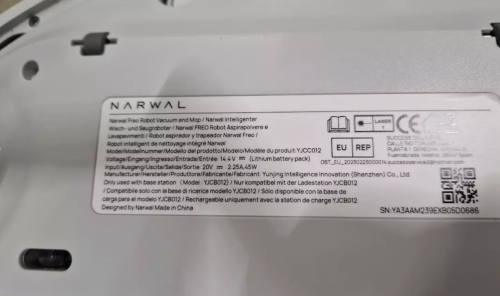 NARWAL
Narwal Freo Robot Vacuum and Mop / Narwal Intelligenter
Wisch- und Saugroboter / Narwal FREO Robot Aspirapolvere e
Lavapavimenti / Robot aspirador y trapeador Narwal Freo /
Robot intelligent de nettoyage intégré Narwal
Model/Modelnummer/Modello del prodotto/Modelo/Modèle du produit YJCC012
Voltage/Eingang/Ingresso/Entrada/Entrée 14.4V ⎓ (Lithium battery pack)
Input/Ausgang/Uscita/Salida/Sortie 20V ⎓ 2.25A,45W
Manufacturer/Hersteller/Produttore/Fabricante/Fabricant: Yunjing Intelligence Innovation (Shenzhen) Co., Ltd
Only used with base station (Model: YJCB012) / Nur kompatibel mit der Ladestation YJCB012
/ Compatibile solo con la base di ricarica modello YJCB012 / Sólo disponible con la base de
carga para el modelo YJCB012 / Rechargeable uniquement avec la station de charge YJCB012
Designed by Narwal Made in China
LASER
1
EU REP
SUCCESS
PLANTA 1
SN:YA3AAM239EXB05D0686